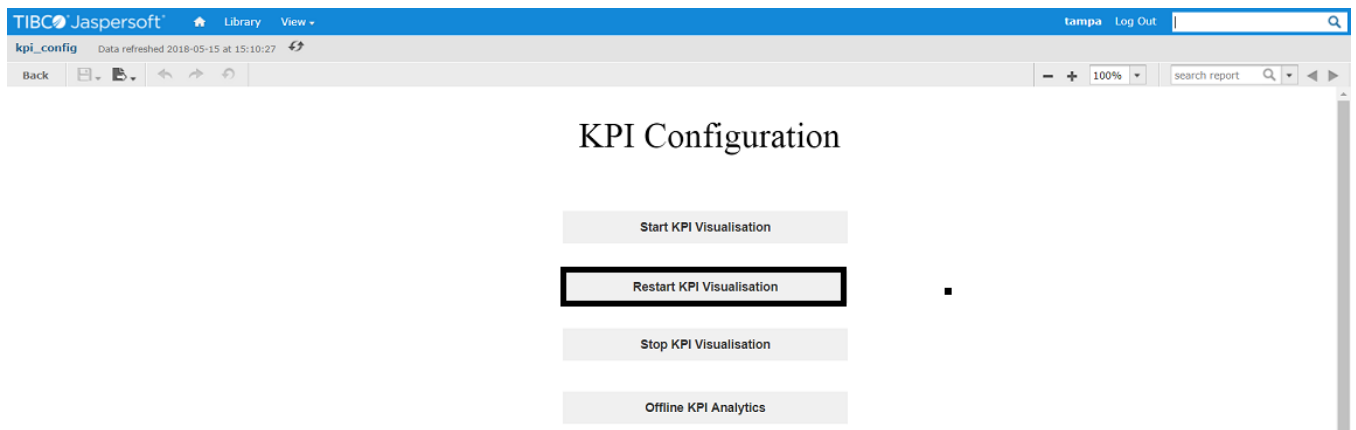 TIBCO Jaspersoft Library View tampa Log Out
kpi_config Data refreshed 2018-05-15 at 15:10:27
Back 100% search report
KPI Configuration
Start KPI Visualisation
Restart KPI Visualisation
Stop KPI Visualisation
Offline KPI Analytics